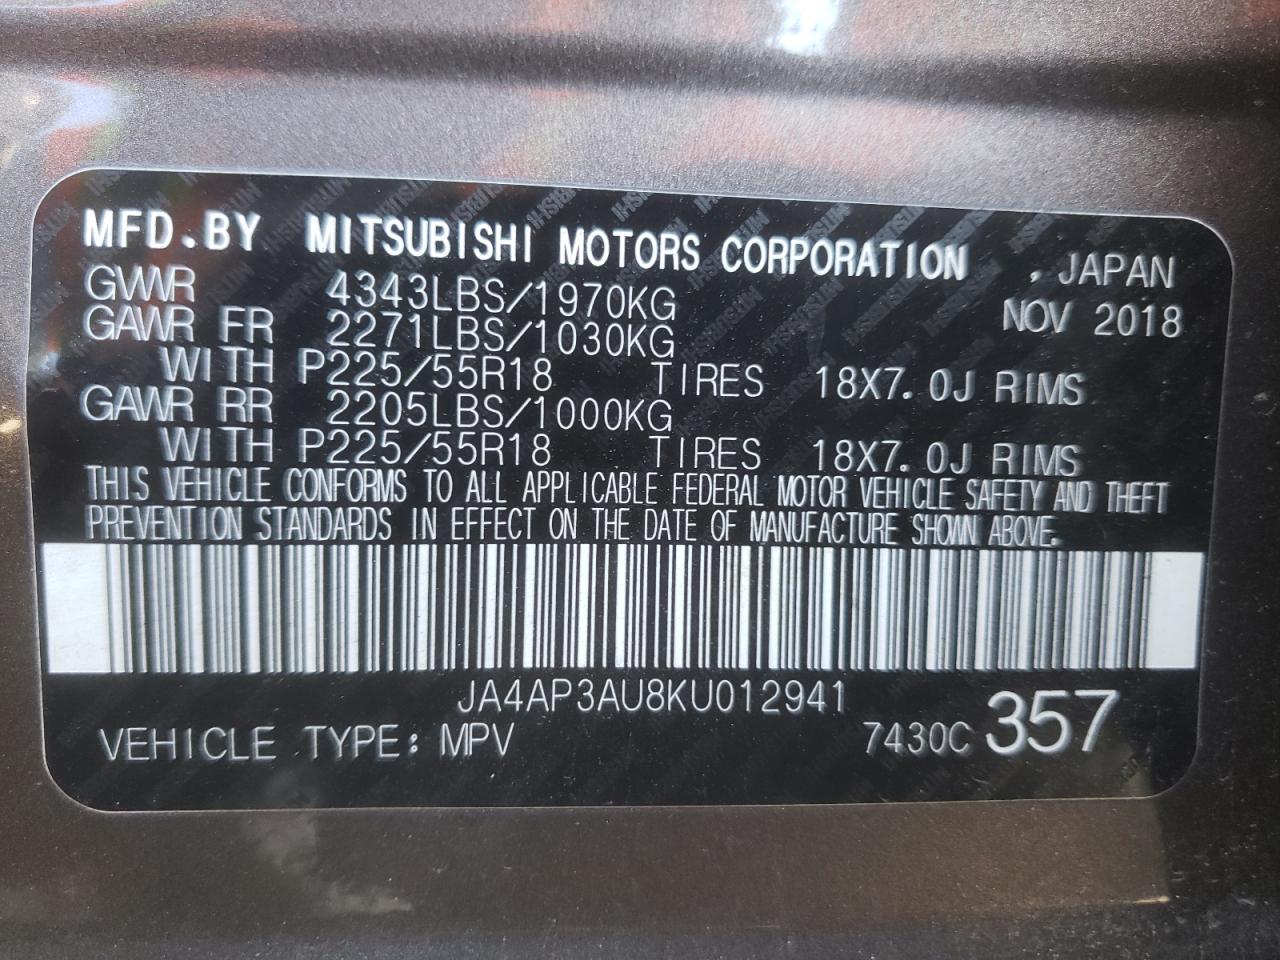 MFD.BY MITSUBISHI MOTORS CORPORATION , JAPAN
GWWR 4343LBS/1970KG NOV 2018
GAWR FR 2271LBS/1030KG
WITH P225/55R18 TIRES 18X7.0J RIMS
GAWR RR 2205LBS/1000KG
WITH P225/55R18 TIRES 18X7.0J RIMS
THIS VEHICLE CONFORMS TO ALL APPLICABLE FEDERAL MOTOR VEHICLE SAFETY AND THEFT
PREVENTION STANDARDS IN EFFECT ON THE DATE OF MANUFACTURE SHOWN ABOVE.
JA4AP3AU8KU012941
VEHICLE TYPE: MPV 7430C 357